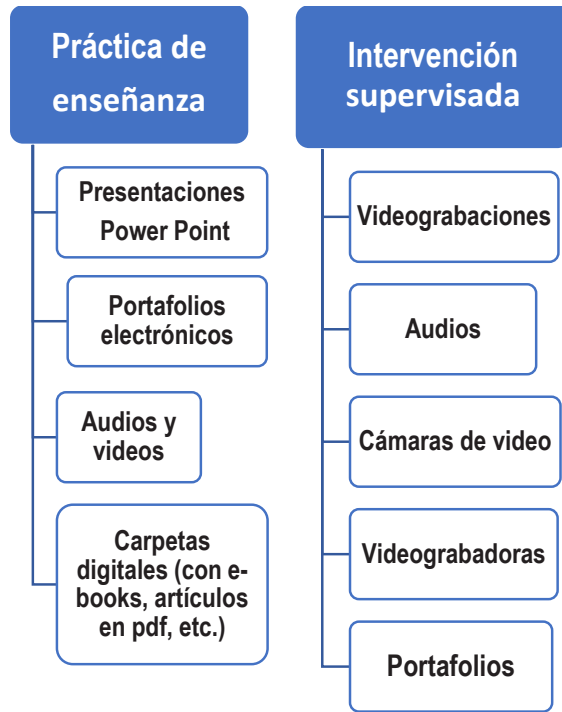 Práctica de
enseñanza
Presentaciones
Power Point
Portafolios
electrónicos
Audios y
videos
Carpetas
digitales (con e-
books, artículos
en pdf, etc.)
Intervención
supervisada
Videograbaciones
Audios
Cámaras de video
Videograbadoras
Portafolios